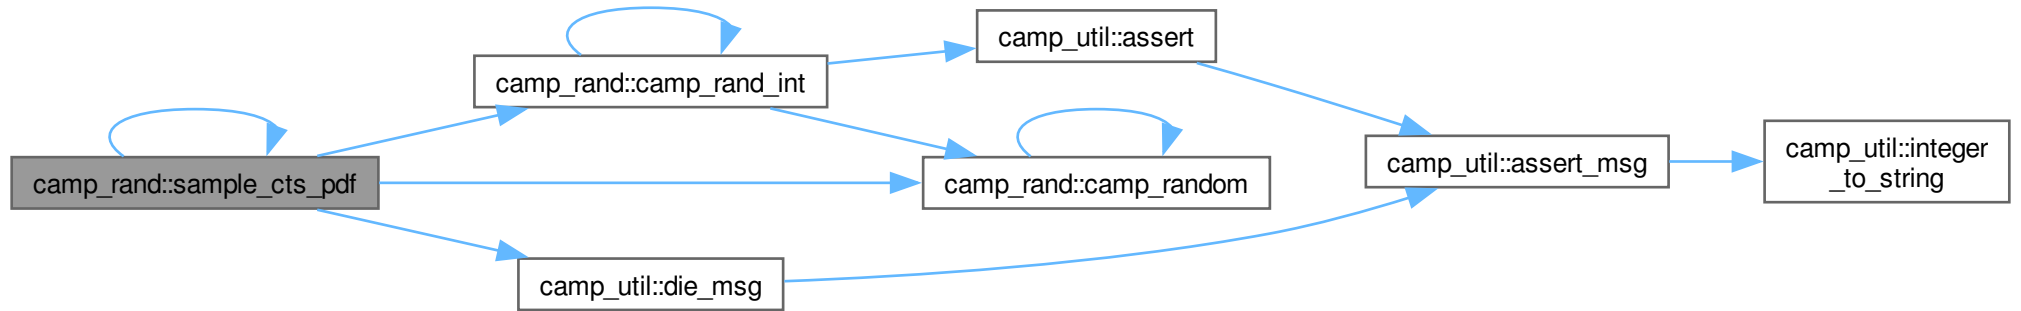 camp_util::assert
camp_rand::camp_rand_int
camp_util::integer
_to_string
camp_util::assert_msg
camp_rand::sample_cts_pdf
camp_rand::camp_random
camp_util::die_msg